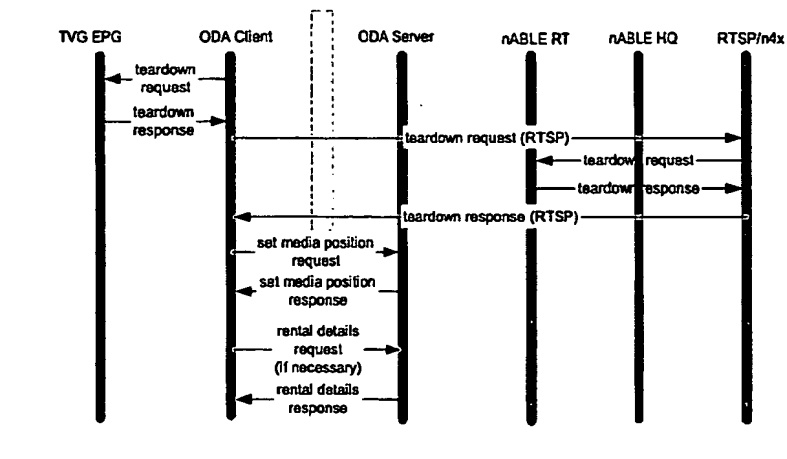 TVG EPG
ODA Client
ODA Server
nABLE RT
nABLE HQ
RTSP/n4x
teardown
request
teardown
response
teardown request (RTSP)
teardown request
teardown response
teardown response (RTSP)
set media position
request
set media position
response
rental details
request
(if necessary)
rental details
response